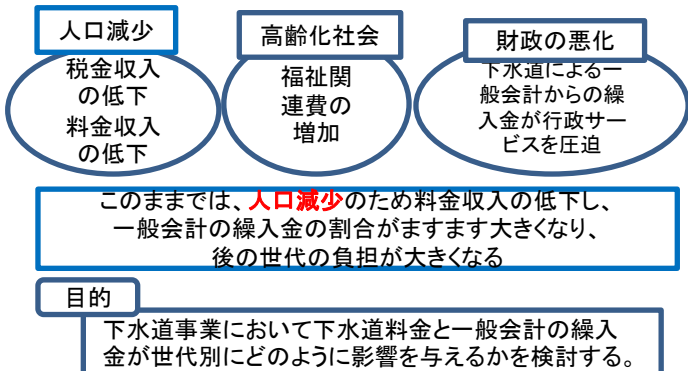 人口減少
税金収入
の低下
料金収入
の低下
高齢化社会
福祉関
連費の
増加
財政の悪化
下水道による一
般会計からの繰
入金が行政サー
ビスを圧迫
このままでは、人口減少のため料金収入の低下し、
一般会計の繰入金の割合がますます大きくなり、
後の世代の負担が大きくなる
目的
下水道事業において下水道料金と一般会計の繰入
金が世代別にどのように影響を与えるかを検討する。